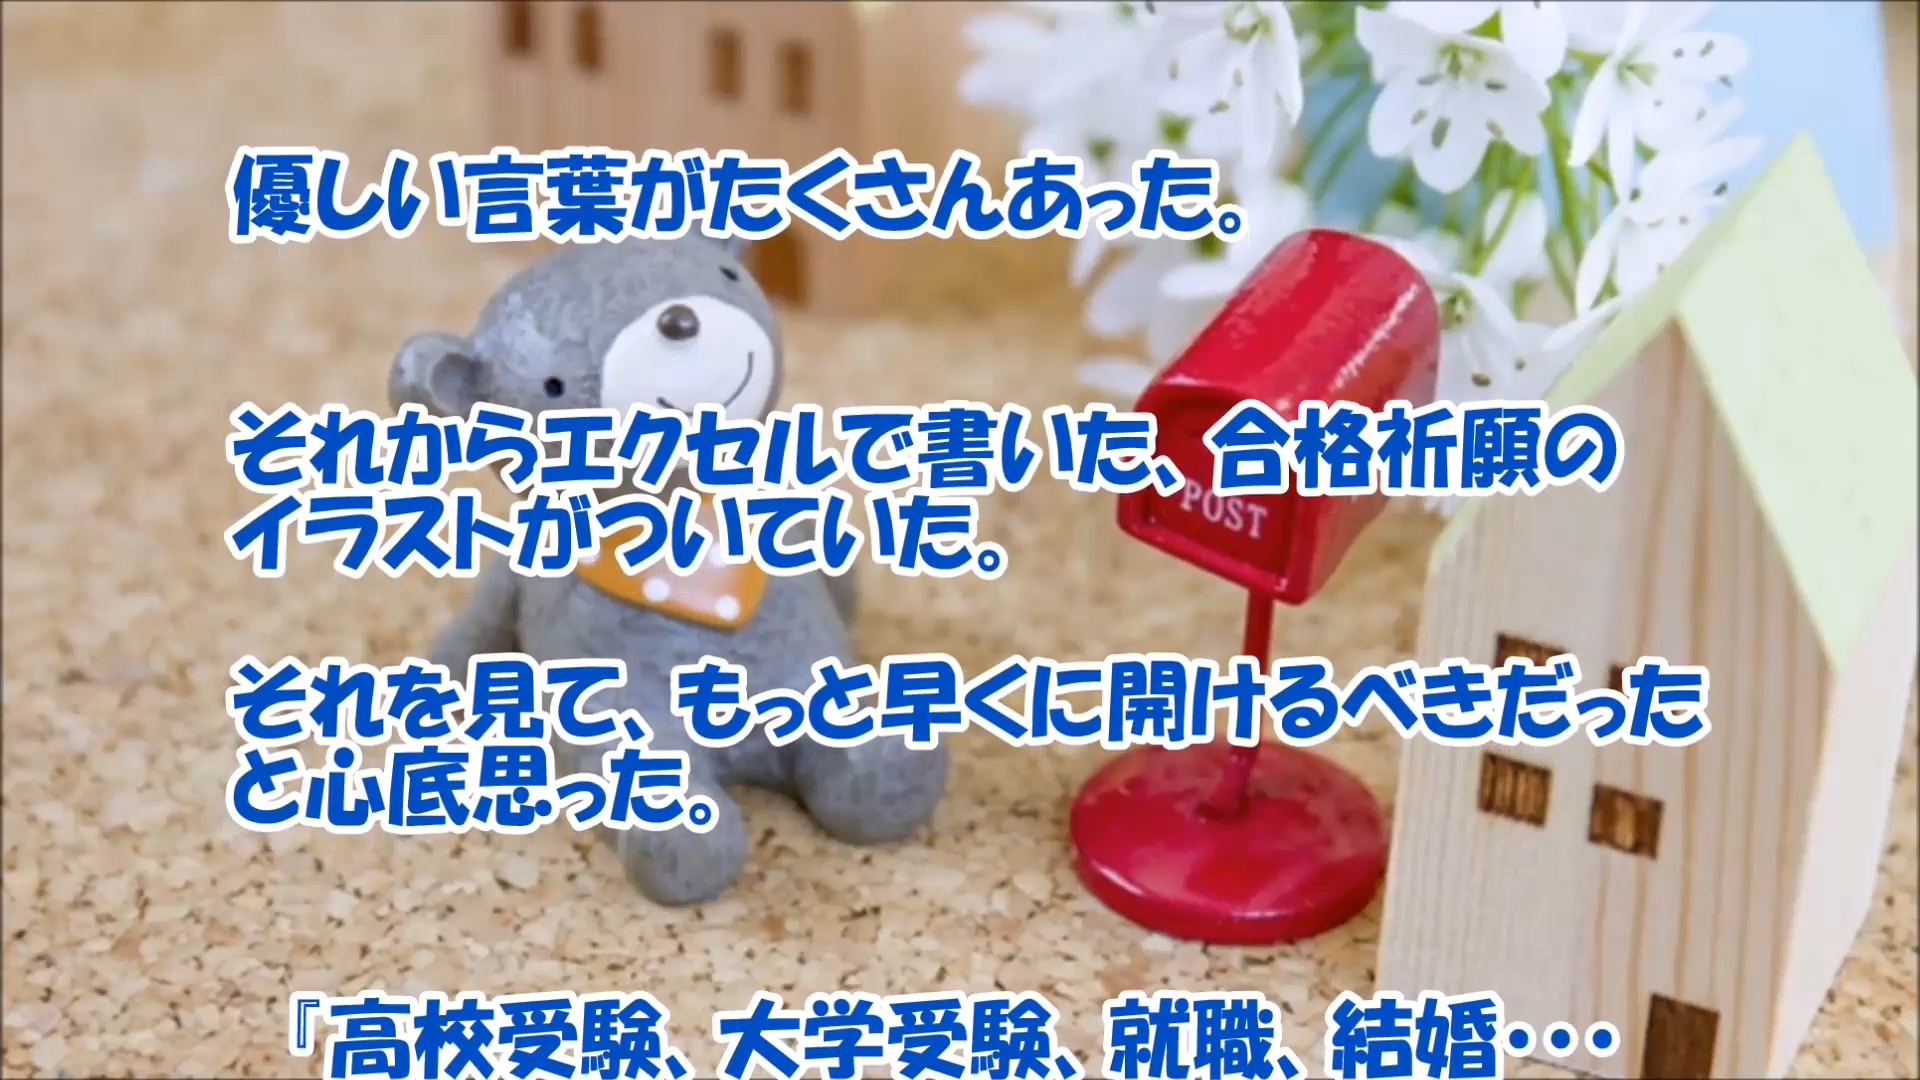 優しい言葉がたくさんあった。
それからエクセルで書いた、合格祈願の
イラストがついていた。
POST
それを見て、もっと早くに開けるべきだった
と心底思った。
『高校受験、大学受験、就職、結婚・・・